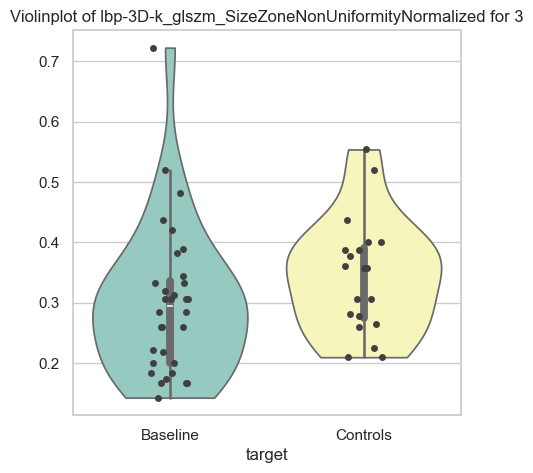 Violinplot of lbp-3D-k_glszm_SizeZoneNonUniformityNormalized for 3
0.7
0.6
0.5
0.4
0.3
0.2
Baseline Controls
target